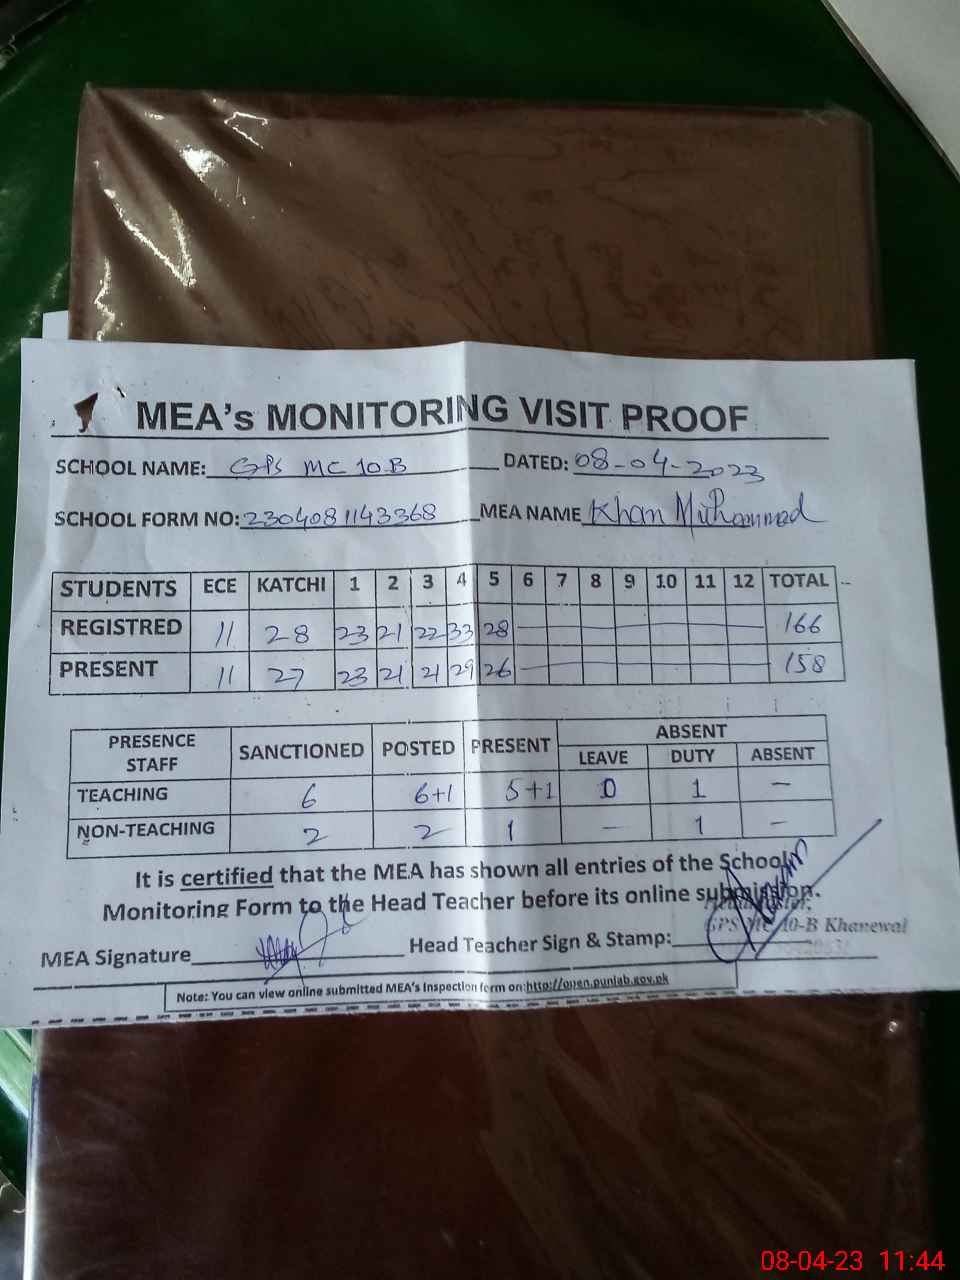 MEA's MONITORING VISIT PROOF
SCHOOL NAME: GPS MC 10.B DATED: 08-04-2023
SCHOOL FORM NO: 2304081143368 MEA NAME Khan Muhammad
STUDENTS ECE KATCHI 1 2 3 4 5 6 7 8 9 10 11 12 TOTAL
REGISTRED 11 28 23 21 22 33 28 166
PRESENT 11 27 23 21 21 29 26 158
PRESENCE STAFF SANCTIONED POSTED PRESENT ABSENT
LEAVE DUTY ABSENT
TEACHING 6 6+1 5+1 0 1 —
NON-TEACHING 2 2 1 — 1 —
It is certified that the MEA has shown all entries of the School
Monitoring Form to the Head Teacher before its online submission.
GPS MC 10-B Khanewal
MEA Signature Head Teacher Sign & Stamp:
Note: You can view online submitted MEA's Inspection form on:http://open.punjab.gov.pk
08-04-23 11:44